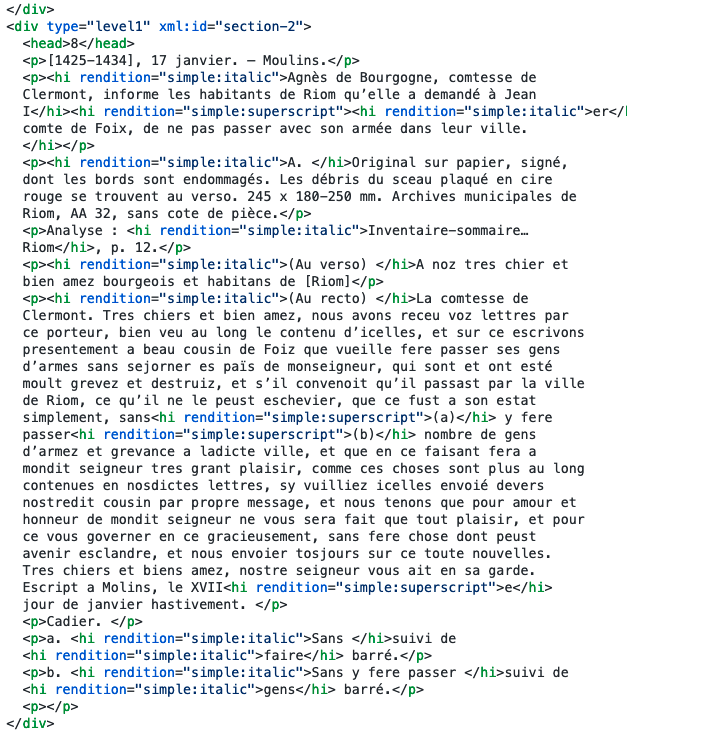 </div>
<div type="level1" xml:id="section-2">
<head>8</head>
<p>[1425-1434], 17 janvier. — Moulins.</p>
<p><hi rendition="simple:italic">Agnès de Bourgogne, comtesse de
Clermont, informe les habitants de Riom qu’elle a demandé à Jean
I</hi><hi rendition="simple:superscript"><hi rendition="simple:italic">er</h
comte de Foix, de ne pas passer avec son armée dans leur ville.
</hi></p>
<p><hi rendition="simple:italic">A. </hi>Original sur papier, signé,
dont les bords sont endommagés. Les débris du sceau plaqué en cire
rouge se trouvent au verso. 245 x 180-250 mm. Archives municipales de
Riom, AA 32, sans cote de pièce.</p>
<p>Analyse : <hi rendition="simple:italic">Inventaire-sommaire…
Riom</hi>, p. 12.</p>
<p><hi rendition="simple:italic">(Au verso) </hi>A noz tres chier et
bien amez bourgeois et habitans de [Riom]</p>
<p><hi rendition="simple:italic">(Au recto) </hi>La comtesse de
Clermont. Tres chiers et bien amez, nous avons receu voz lettres par
ce porteur, bien veu au long le contenu d’icelles, et sur ce escrivons
presentement a beau cousin de Foiz que vueille fere passer ses gens
d’armes sans sejorner es païs de monseigneur, qui sont et ont esté
moult grevez et destruiz, et s’il convenoit qu’il passast par la ville
de Riom, ce qu’il ne le peust eschevier, que ce fust a son estat
simplement, sans<hi rendition="simple:superscript">(a)</hi> y fere
passer<hi rendition="simple:superscript">(b)</hi> nombre de gens
d’armez et grevance a ladicte ville, et que en ce faisant fera a
mondit seigneur tres grant plaisir, comme ces choses sont plus au long
contenues en nosdictes lettres, sy vuilliez icelles envoié devers
nostredit cousin par propre message, et nous tenons que pour amour et
honneur de mondit seigneur ne vous sera fait que tout plaisir, et pour
ce vous governer en ce gracieusement, sans fere chose dont peust
avenir esclandre, et nous envoier tosjours sur ce toute nouvelles.
Tres chiers et biens amez, nostre seigneur vous ait en sa garde.
Escript a Molins, le XVII<hi rendition="simple:superscript">e</hi>
jour de janvier hastivement. </p>
<p>Cadier. </p>
<p>a. <hi rendition="simple:italic">Sans </hi>suivi de
<hi rendition="simple:italic">faire</hi> barré.</p>
<p>b. <hi rendition="simple:italic">Sans y fere passer </hi>suivi de
<hi rendition="simple:italic">gens</hi> barré.</p>
<p></p>
</div>